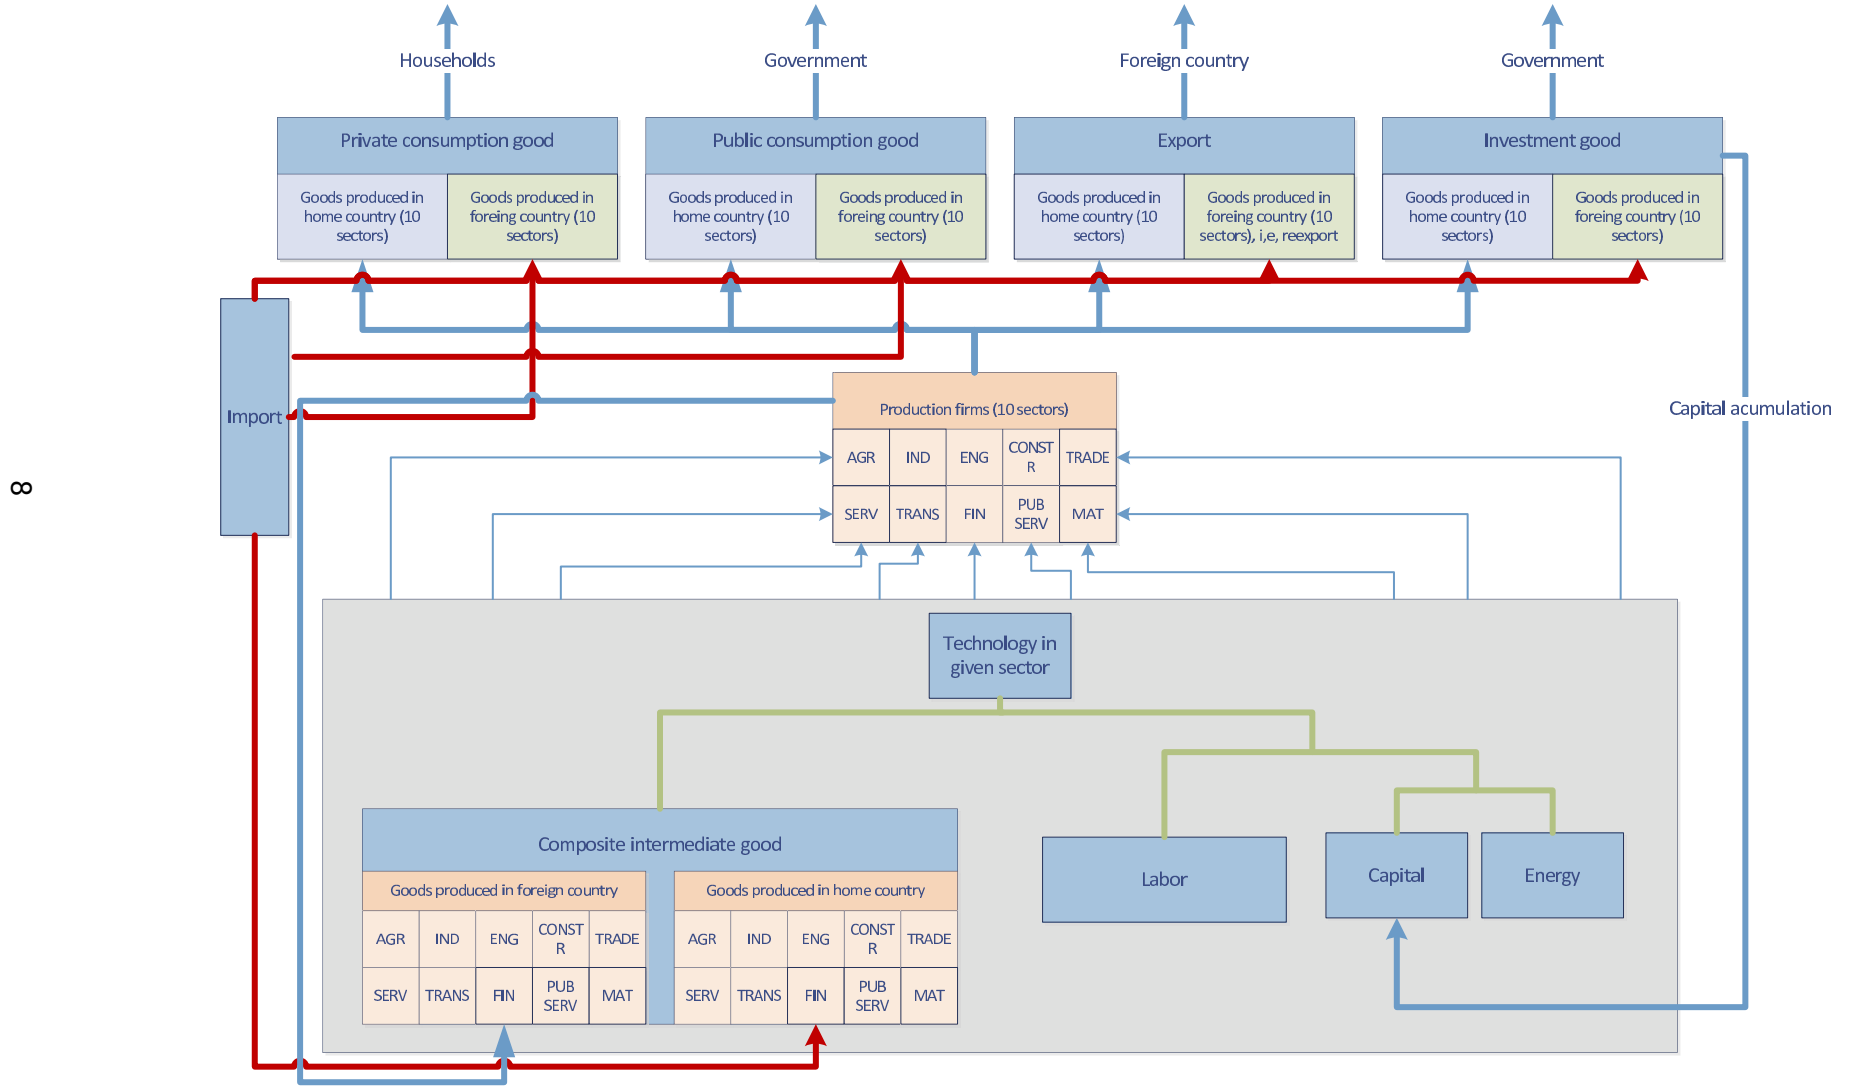 Households
Government
Foreign country
Government
Private consumption good
Public consumption good
Export
Investment good
Goods produced in
home country (10
sectors)
Goods produced in
foreing country (10
sectors)
Goods produced in
home country (10
sectors)
Goods produced in
foreing country (10
sectors)
Goods produced in
home country (10
sectors)
Goods produced in
foreing country (10
sectors), i,e, reexport
Goods produced in
home country (10
sectors)
Goods produced in
foreing country (10
sectors)
Import
Production firms (10 sectors)
Capital acumulation
AGR
IND
ENG
CONST
R
TRADE
SERV
TRANS
FIN
PUB
SERV
MAT
8
Technology in
given sector
Composite intermediate good
Labor
Capital
Energy
Goods produced in foreign country
AGR
IND
ENG
CONST
R
TRADE
SERV
TRANS
FIN
PUB
SERV
MAT
Goods produced in home country
AGR
IND
ENG
CONST
R
TRADE
SERV
TRANS
FIN
PUB
SERV
MAT